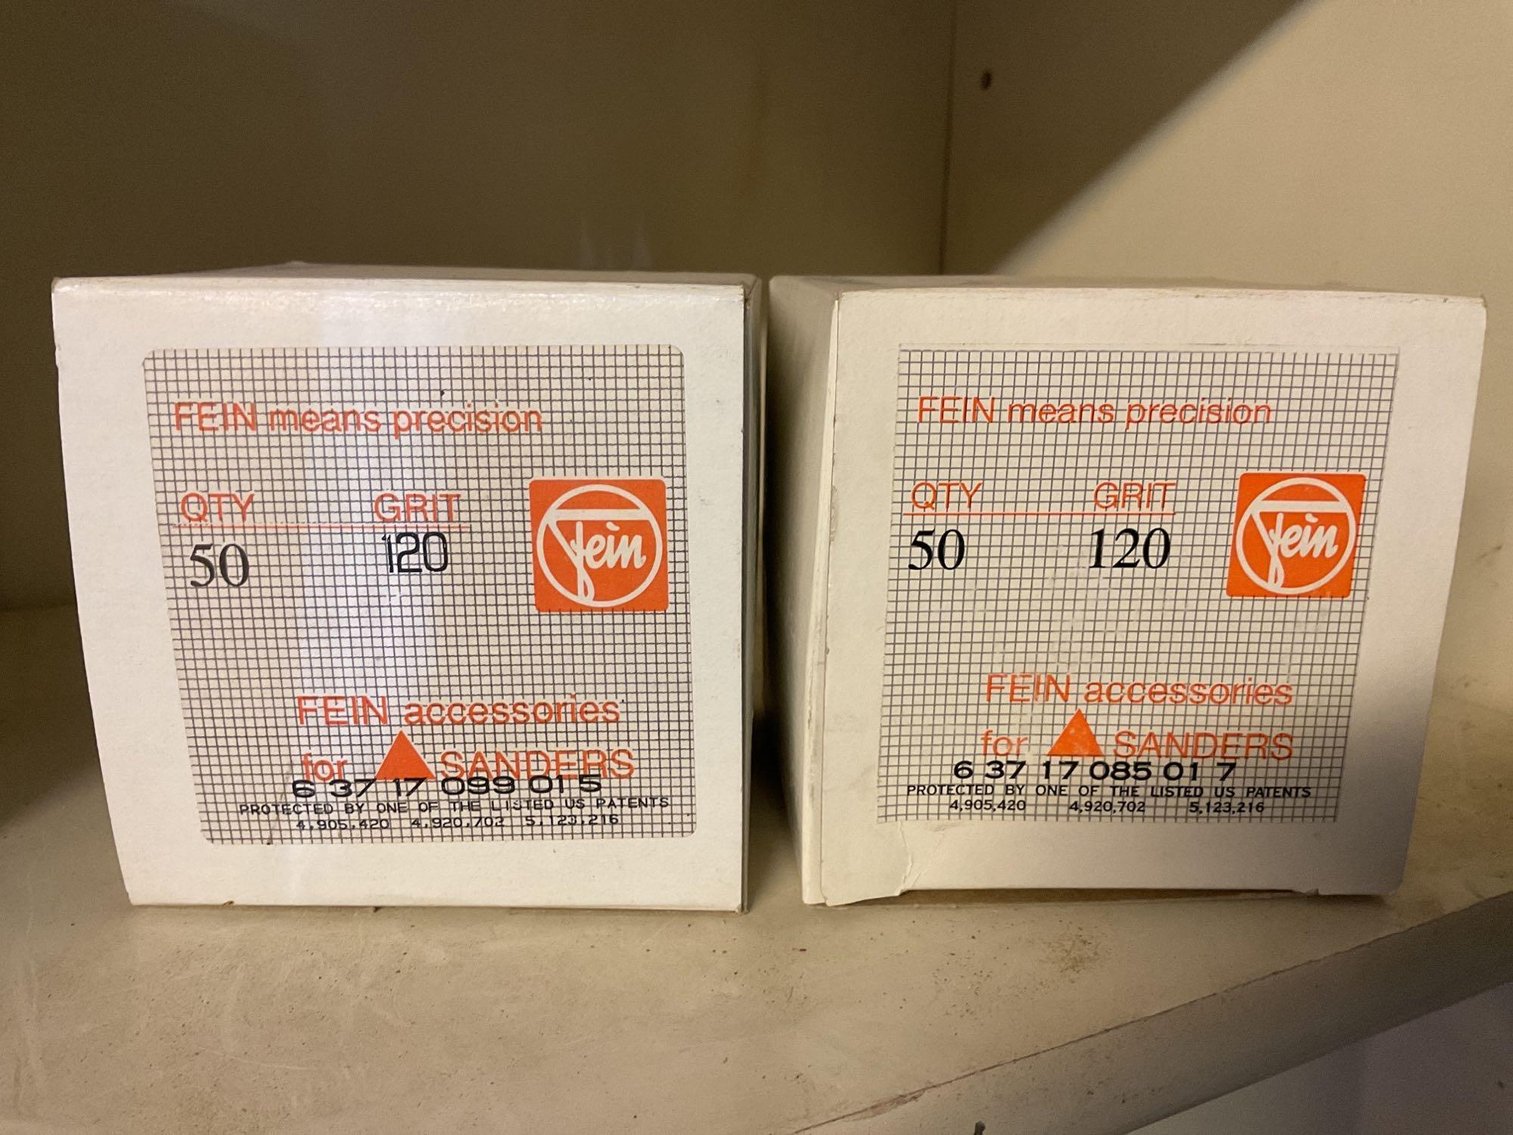 FEIN means precision
QTY GRIT
50 120
fein
FEIN accessories
for SANDERS
6 37 17 099 01 5
PROTECTED BY ONE OF THE LISTED US PATENTS
4,905,420 4,920,702 5,123,216
FEIN means precision
QTY GRIT
50 120
fein
FEIN accessories
for SANDERS
6 37 17 085 01 7
PROTECTED BY ONE OF THE LISTED US PATENTS
4,905,420 4,920,702 5,123,216